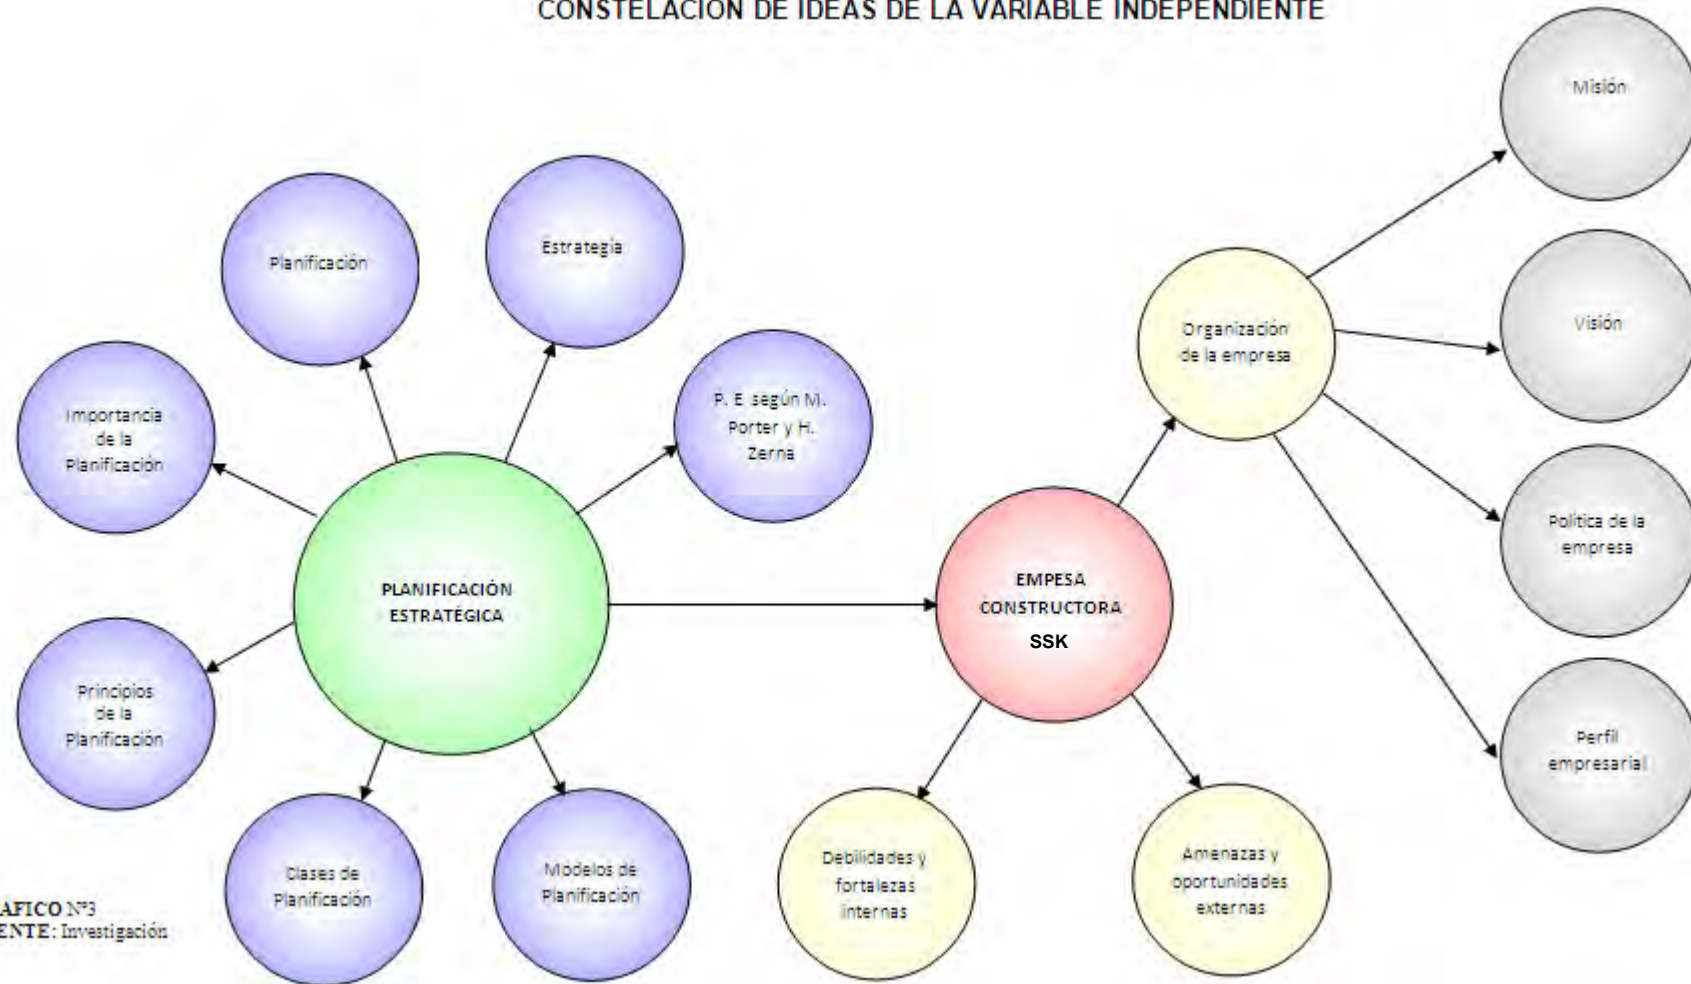 CONSTELACIÓN DE IDEAS DE LA VARIABLE INDEPENDIENTE
Misión
Planificación
Estrategia
Visión
Organización
de la empresa
Importancia
de la
Planificación
P. E según M.
Porter y H.
Zerna
Política de la
empresa
PLANIFICACIÓN
ESTRATÉGICA
EMPESA
CONSTRUCTORA
SSK
Principios
de la
Planificación
Perfil
empresarial
Clases de
Planificación
Modelos de
Planificación
Debilidades y
fortalezas
internas
Amenazas y
oportunidades
externas
AFICO Nº3
ENTE: Investigación